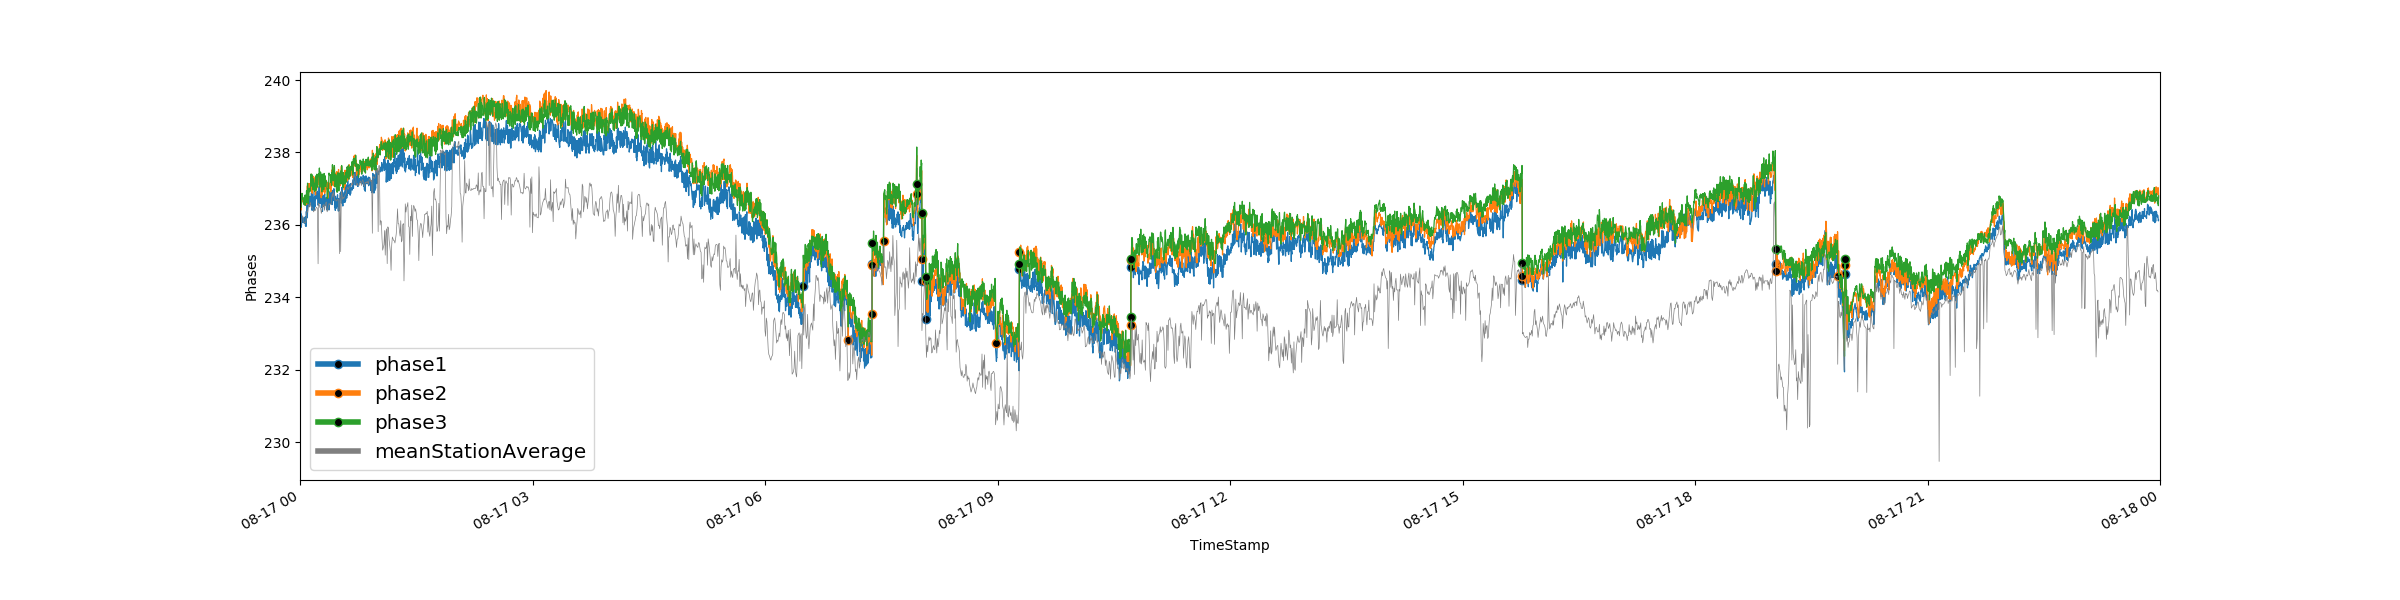 240
238
236
234
232
230
Phases
phase1
phase2
phase3
meanStationAverage
08-17 00
08-17 03
08-17 06
08-17 09
08-17 12
08-17 15
08-17 18
08-17 21
08-18 00
TimeStamp